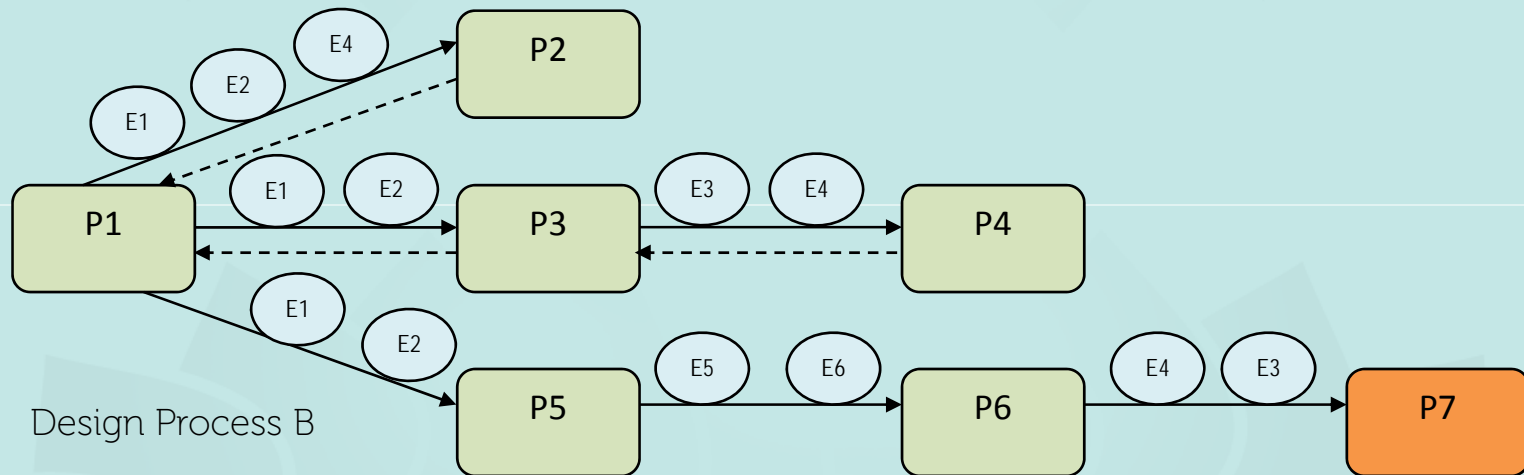 E4
P2
E2
E1
E1
E2
E3
E4
P1
P3
P4
E1
E2
E5
E6
E4
E3
P5
P6
P7
Design Process B